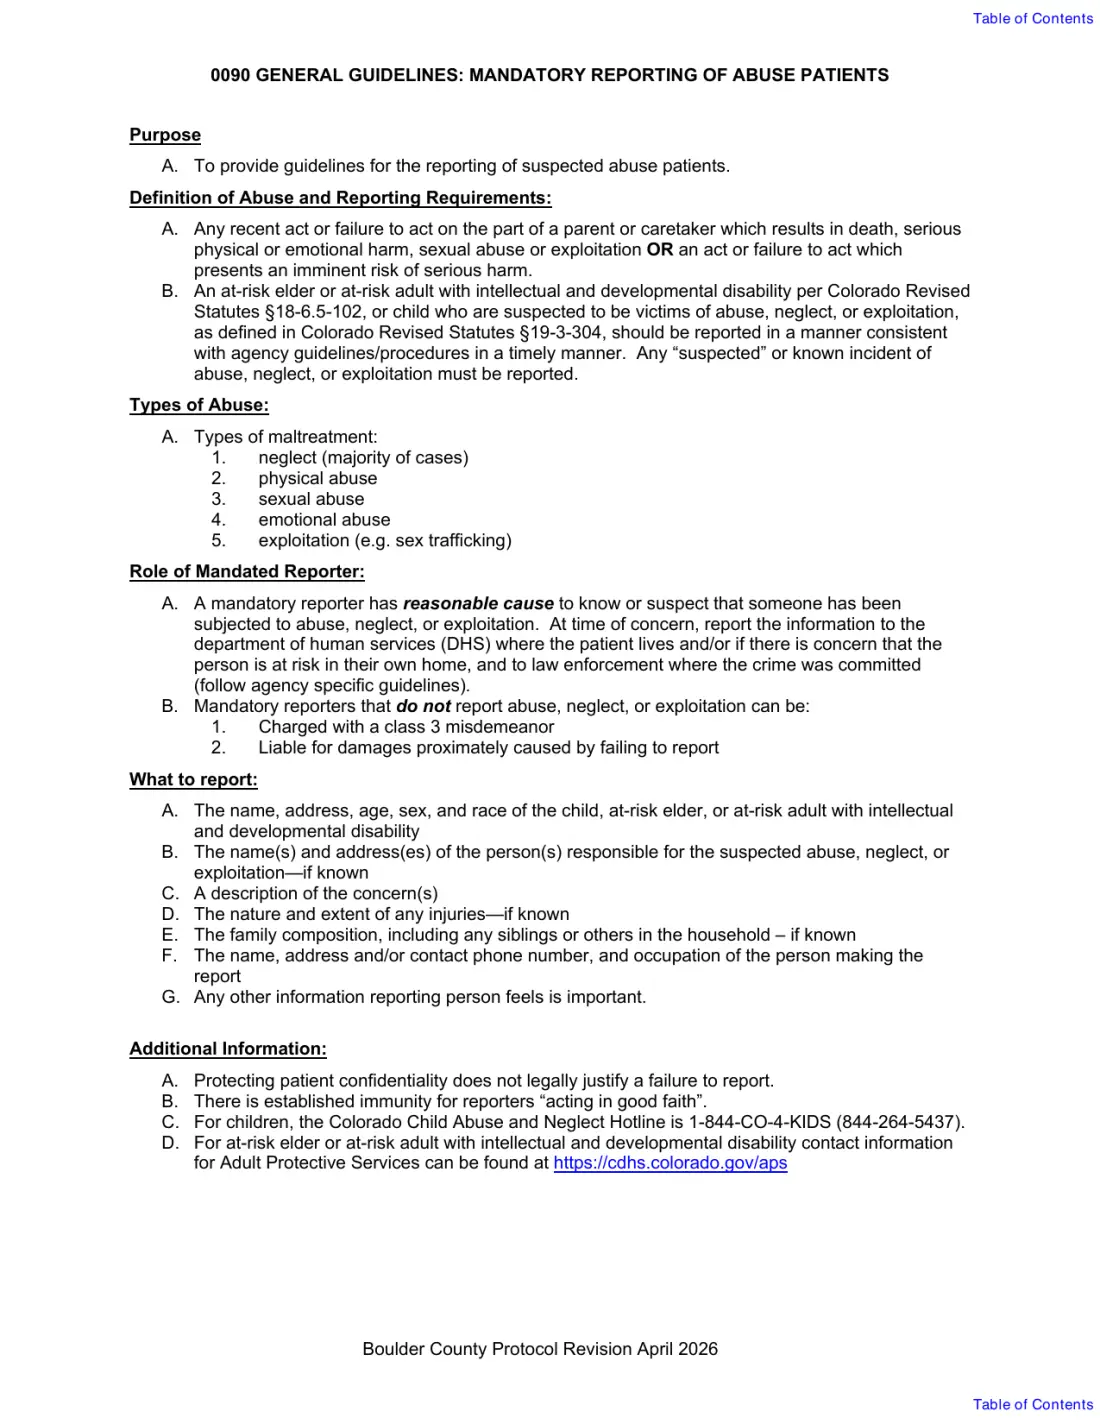 Table of Contents
0090 GENERAL GUIDELINES: MANDATORY REPORTING OF ABUSE PATIENTS
Purpose
A. To provide guidelines for the reporting of suspected abuse patients.
Definition of Abuse and Reporting Requirements:
A. Any recent act or failure to act on the part of a parent or caretaker which results in death, serious
physical or emotional harm, sexual abuse or exploitation OR an act or failure to act which
presents an imminent risk of serious harm.
B. An at-risk elder or at-risk adult with intellectual and developmental disability per Colorado Revised
Statutes §18-6.5-102, or child who are suspected to be victims of abuse, neglect, or exploitation,
as defined in Colorado Revised Statutes §19-3-304, should be reported in a manner consistent
with agency guidelines/procedures in a timely manner.  Any “suspected” or known incident of
abuse, neglect, or exploitation must be reported.
Types of Abuse:
A. Types of maltreatment:
1. neglect (majority of cases)
2. physical abuse
3. sexual abuse
4. emotional abuse
5. exploitation (e.g. sex trafficking)
Role of Mandated Reporter:
A. A mandatory reporter has reasonable cause to know or suspect that someone has been
subjected to abuse, neglect, or exploitation.  At time of concern, report the information to the
department of human services (DHS) where the patient lives and/or if there is concern that the
person is at risk in their own home, and to law enforcement where the crime was committed
(follow agency specific guidelines).
B. Mandatory reporters that do not report abuse, neglect, or exploitation can be:
1. Charged with a class 3 misdemeanor
2. Liable for damages proximately caused by failing to report
What to report:
A. The name, address, age, sex, and race of the child, at-risk elder, or at-risk adult with intellectual
and developmental disability
B. The name(s) and address(es) of the person(s) responsible for the suspected abuse, neglect, or
exploitation—if known
C. A description of the concern(s)
D. The nature and extent of any injuries—if known
E. The family composition, including any siblings or others in the household – if known
F. The name, address and/or contact phone number, and occupation of the person making the
report
G. Any other information reporting person feels is important.
Additional Information:
A. Protecting patient confidentiality does not legally justify a failure to report.
B. There is established immunity for reporters “acting in good faith”.
C. For children, the Colorado Child Abuse and Neglect Hotline is 1-844-CO-4-KIDS (844-264-5437).
D. For at-risk elder or at-risk adult with intellectual and developmental disability contact information
for Adult Protective Services can be found at https://cdhs.colorado.gov/aps
Boulder County Protocol Revision April 2026
Table of Contents